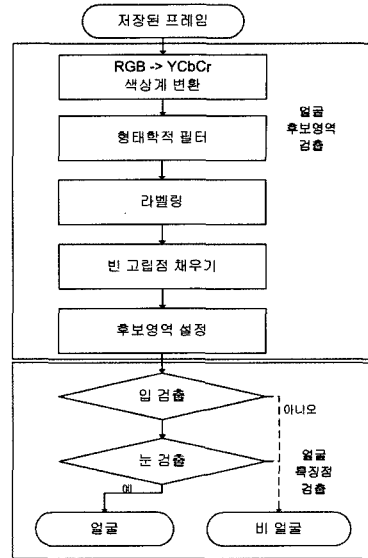 저장된 프레임
RGB -> YCbCr
색상계 변환
얼굴
후보영역
검출
형태학적 필터
라벨링
빈 고립점 채우기
후보영역 설정
입 검출
아니오
눈 검출
얼굴
특징점
검출
예
얼굴
비 얼굴